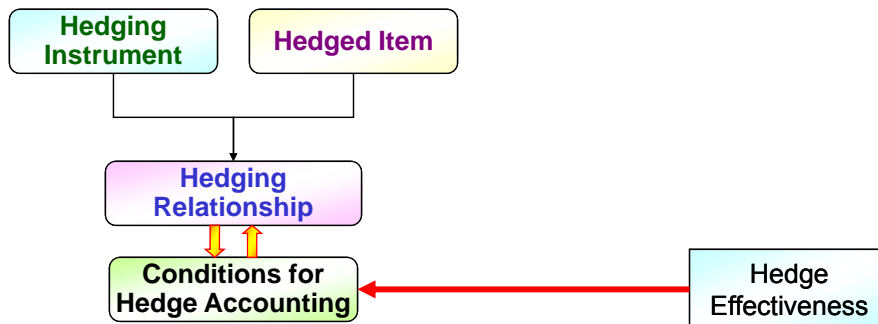 Hedging
Instrument
Hedged Item
Hedging
Relationship
Conditions for
Hedge Accounting
Hedge
Effectiveness